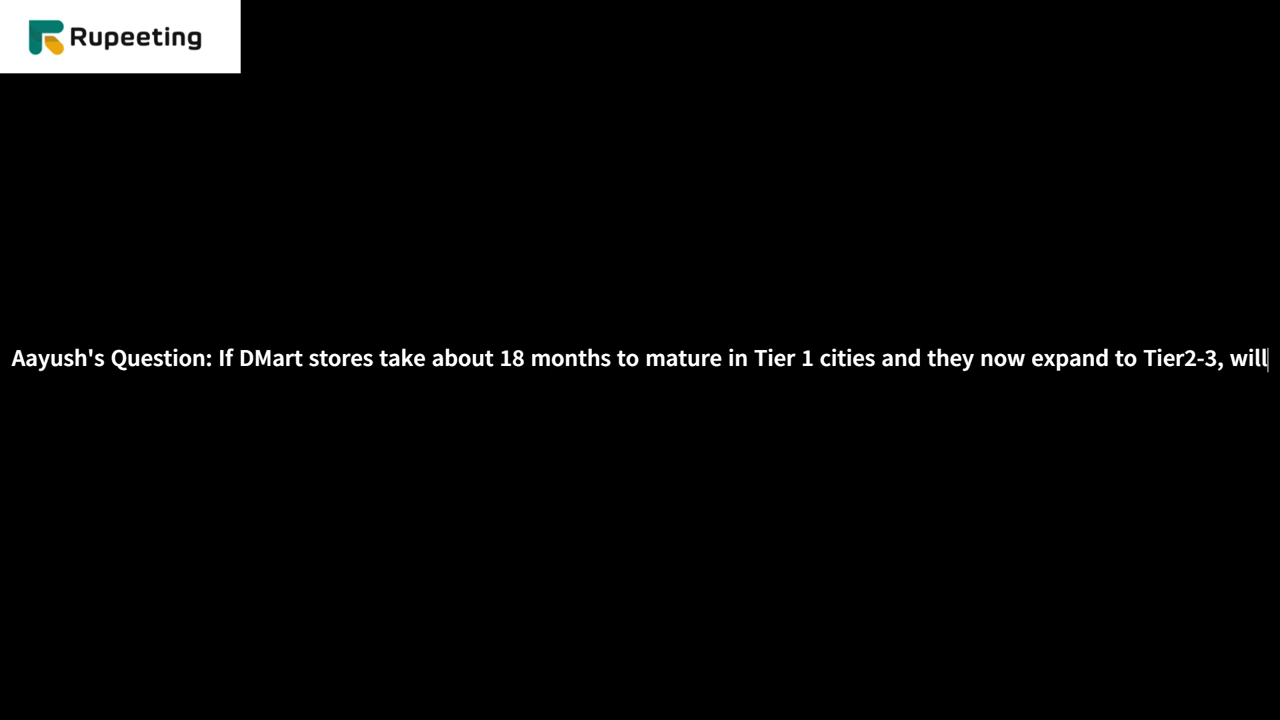 Rupeeting
Aayush's Question: If DMart stores take about 18 months to mature in Tier 1 cities and they now expand to Tier2-3, will